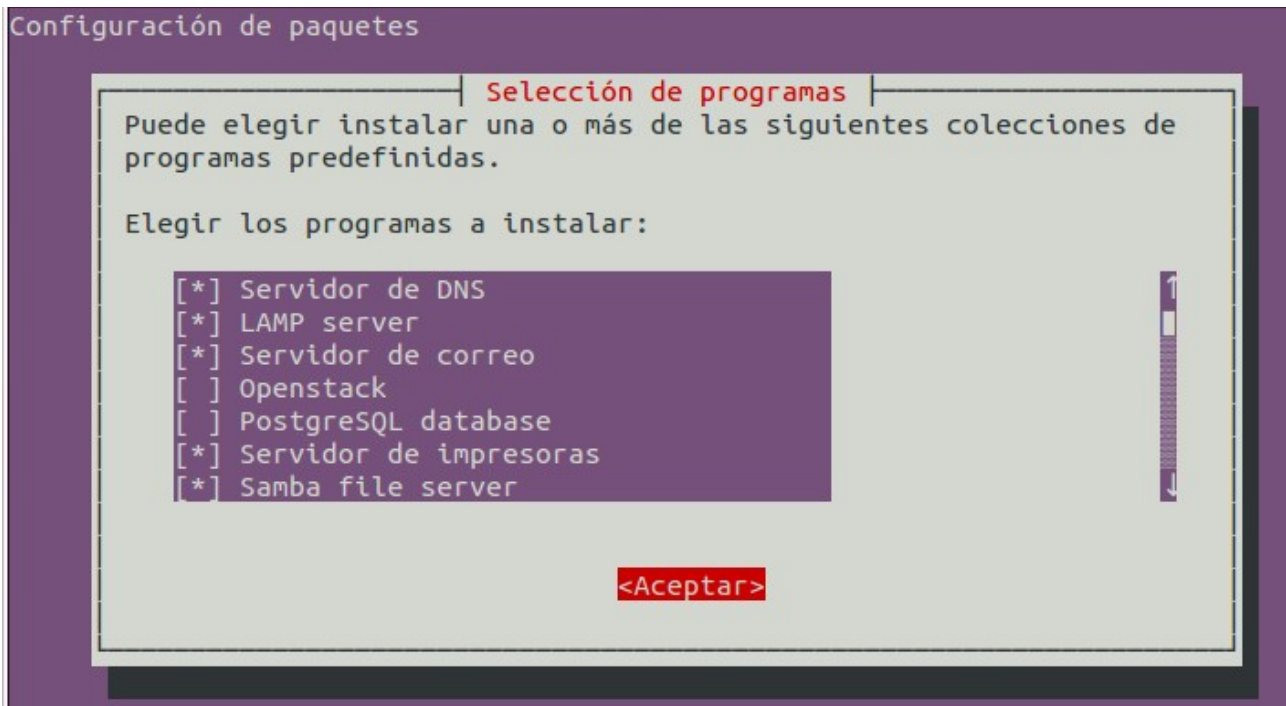 Configuración de paquetes
Selección de programas
Puede elegir instalar una o más de las siguientes colecciones de
programas predefinidas.
Elegir los programas a instalar:
[*] Servidor de DNS
[*] LAMP server
[*] Servidor de correo
[ ] Openstack
[ ] PostgreSQL database
[*] Servidor de impresoras
[*] Samba file server
<Aceptar>